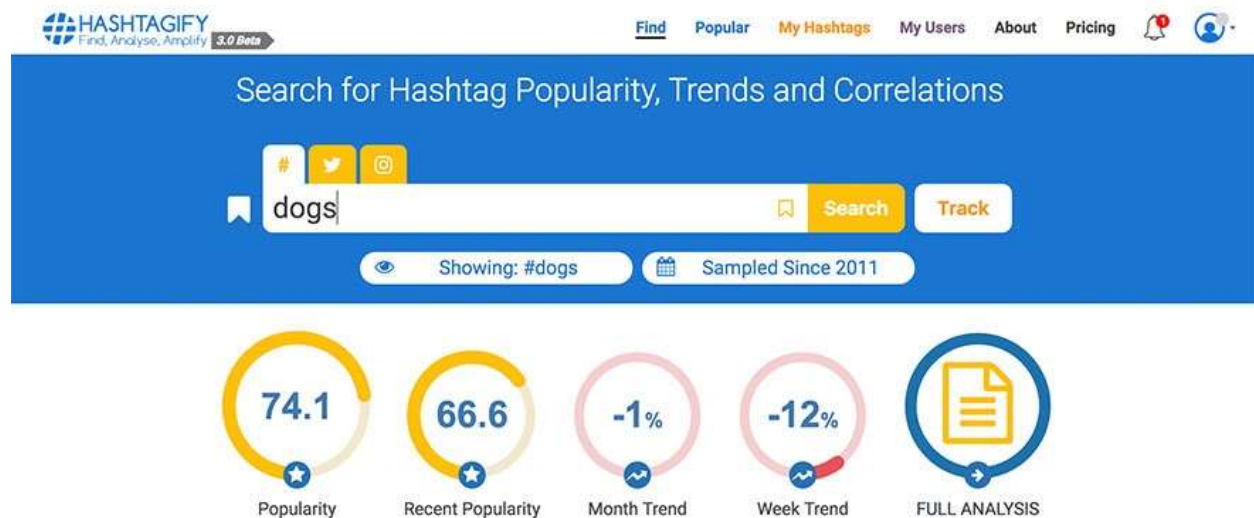 HASHTAGIFY
Find, Analyse, Amplify 3.0 Beta
Find Popular My Hashtags My Users About Pricing 1
Search for Hashtag Popularity, Trends and Correlations
#
dogs Search Track
Showing: #dogs Sampled Since 2011
74.1 66.6 -1% -12%
Popularity Recent Popularity Month Trend Week Trend FULL ANALYSIS